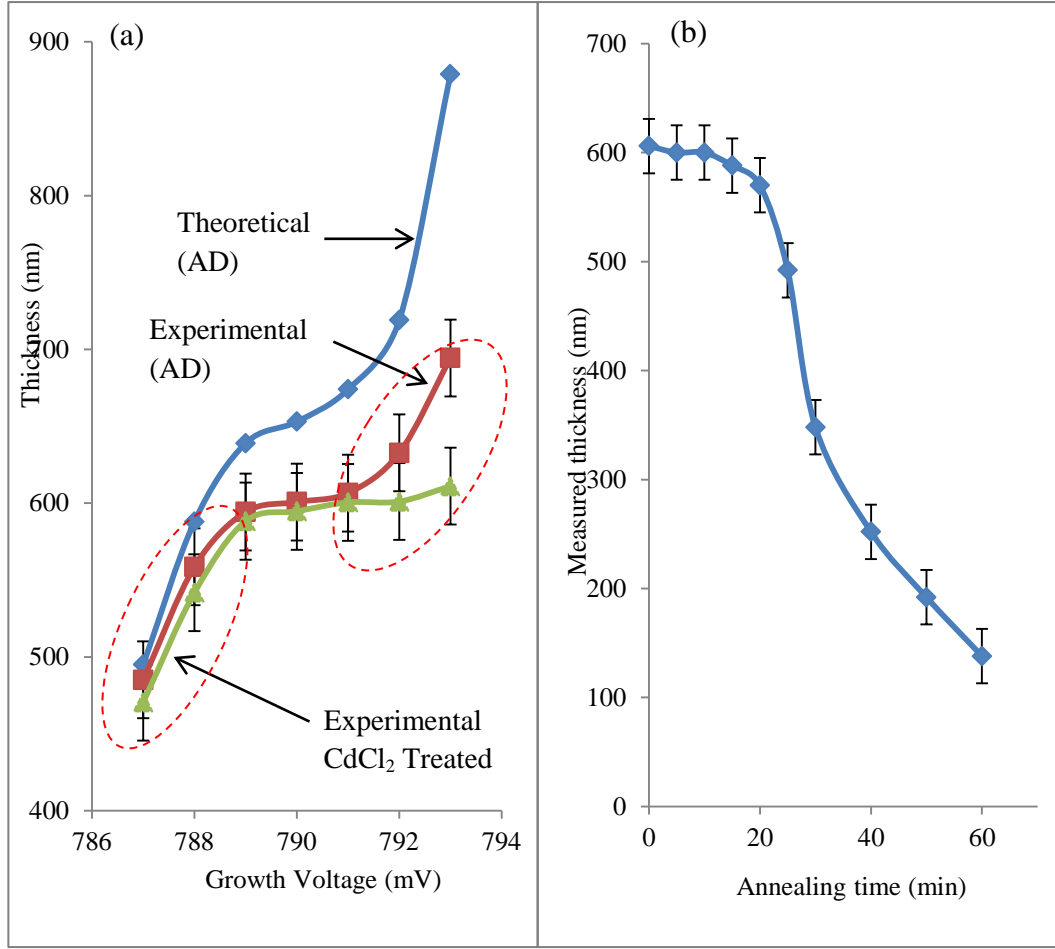 (a)
900
800
700
600
500
400
Thickness (nm)
Theoretical
(AD)
Experimental
(AD)
Experimental
CdCl₂ Treated
786
788
790
792
794
Growth Voltage (mV)
(b)
700
600
500
400
300
200
100
0
Measured thickness (nm)
0
20
40
60
Annealing time (min)